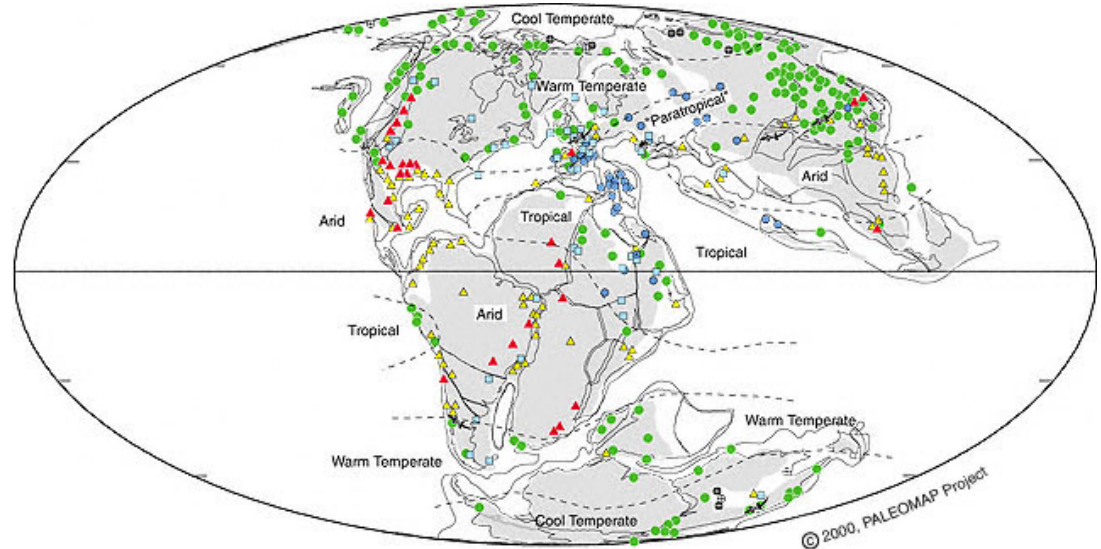 Cool Temperate
Warm Temperate
"Paratropical"
Arid
Tropical
Arid
Tropical
Arid
Tropical
Warm Temperate
Warm Temperate
Cool Temperate
© 2000, PALEOMAP Project